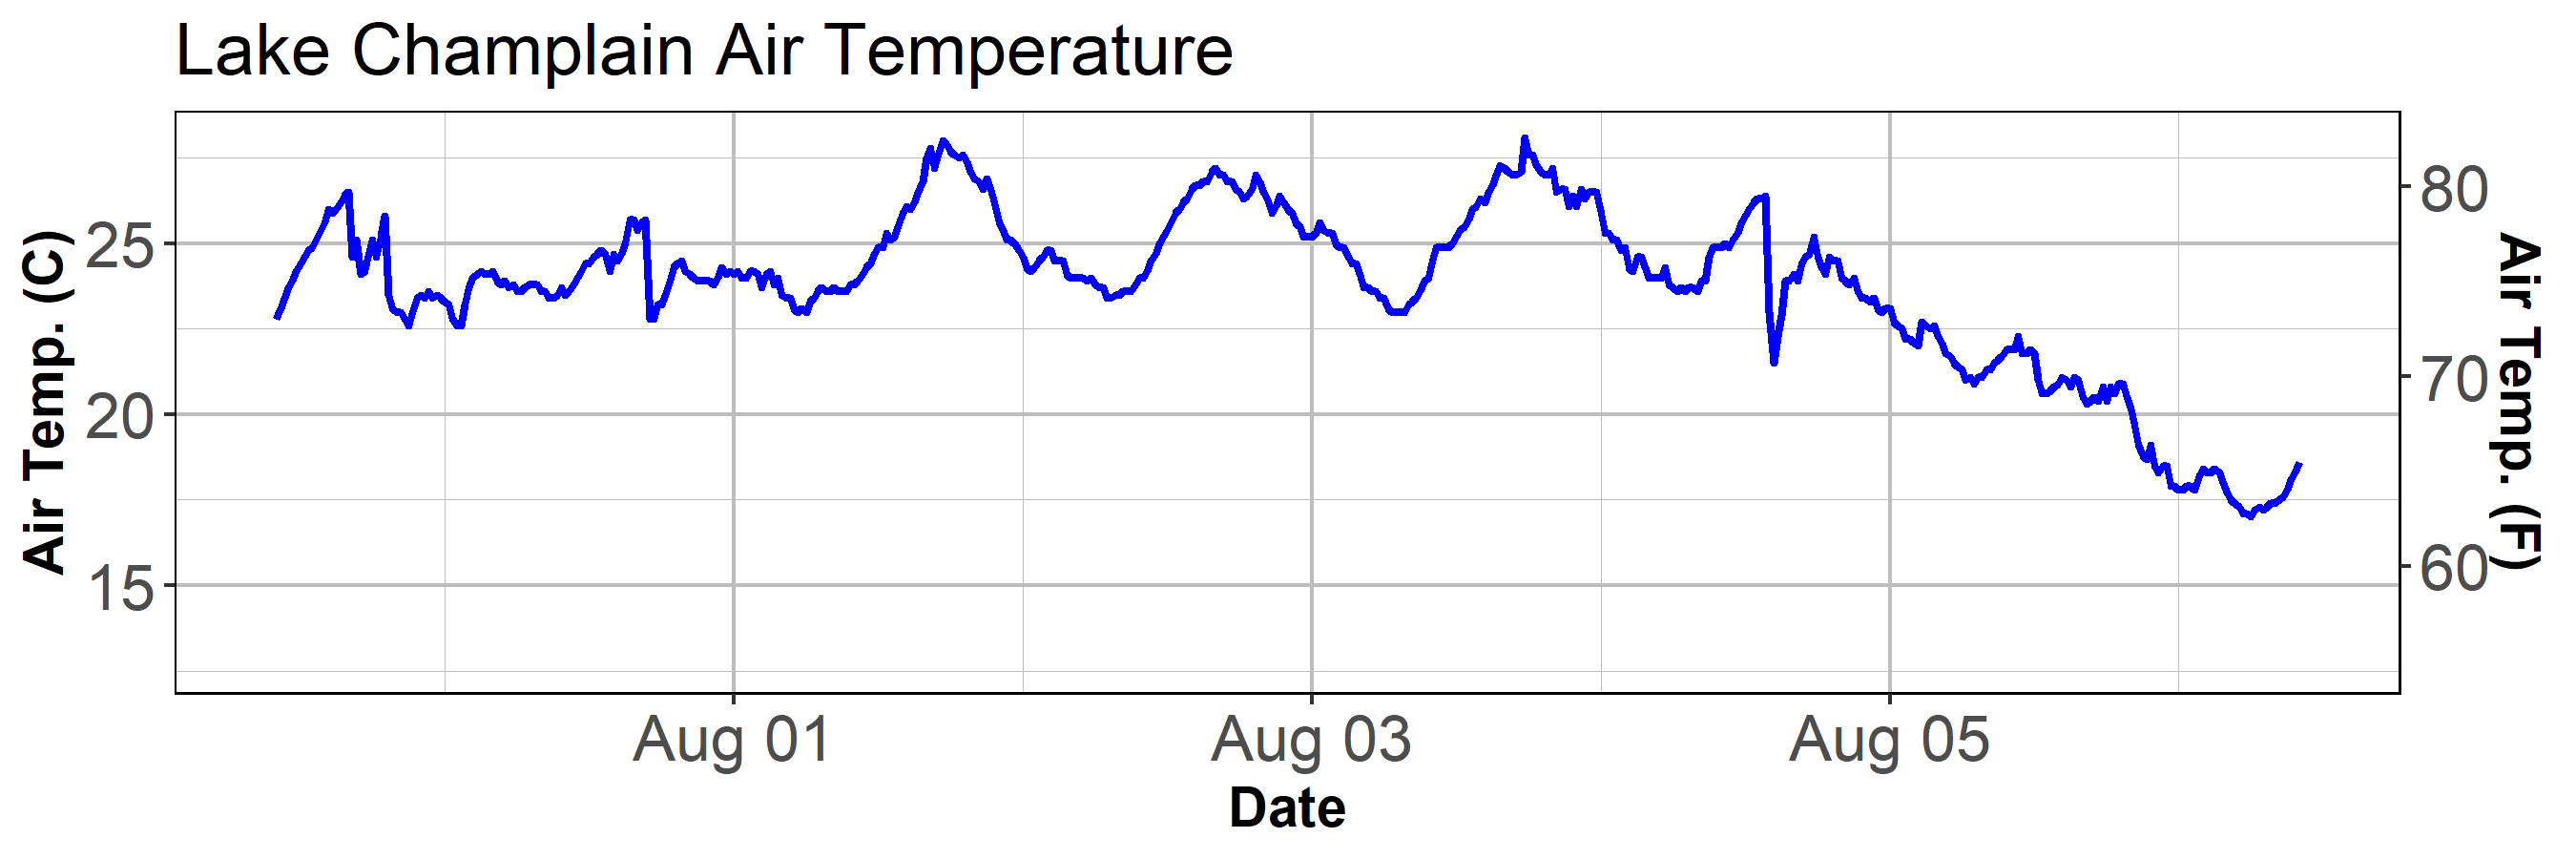 Lake Champlain Air Temperature
Air Temp. (C)
25
20
15
80
70
60
Air Temp. (F)
Aug 01
Aug 03
Aug 05
Date